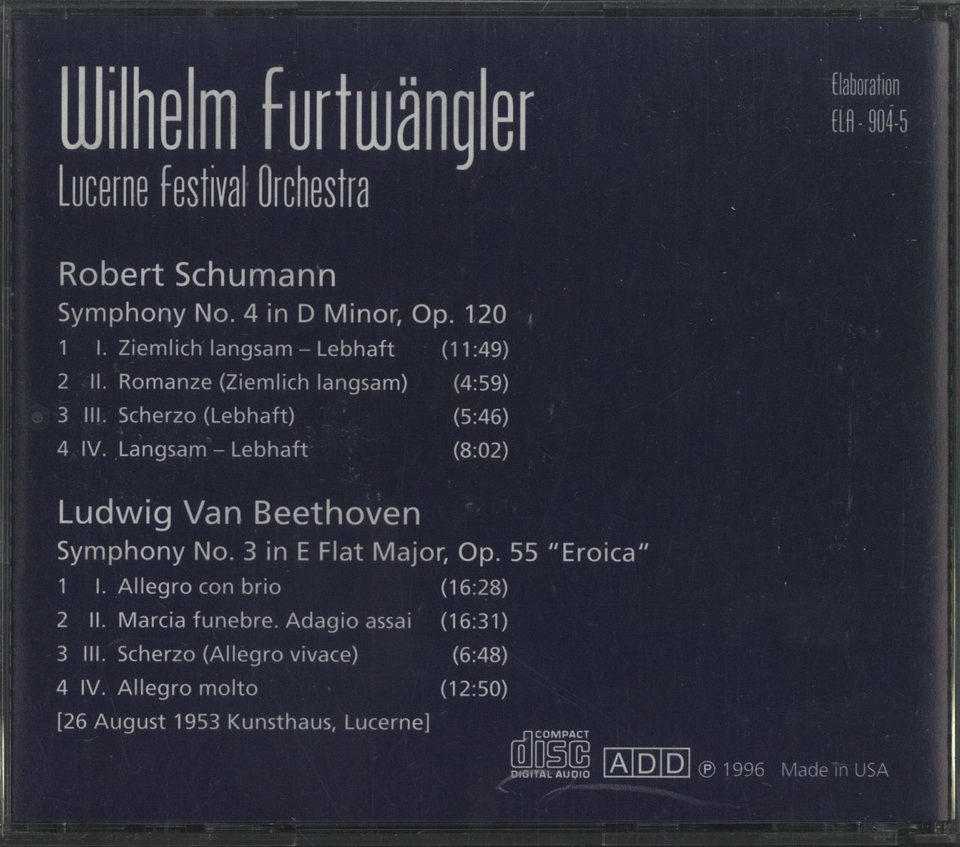 Wilhelm Furtwängler
Lucerne Festival Orchestra
Elaboration
ELA - 904-5
Robert Schumann
Symphony No. 4 in D Minor, Op. 120
1 I. Ziemlich langsam – Lebhaft (11:49)
2 II. Romanze (Ziemlich langsam) (4:59)
3 III. Scherzo (Lebhaft) (5:46)
4 IV. Langsam – Lebhaft (8:02)
Ludwig Van Beethoven
Symphony No. 3 in E Flat Major, Op. 55 “Eroica“
1 I. Allegro con brio (16:28)
2 II. Marcia funebre. Adagio assai (16:31)
3 III. Scherzo (Allegro vivace) (6:48)
4 IV. Allegro molto (12:50)
[26 August 1953 Kunsthaus, Lucerne]
COMPACT
disc
DIGITAL AUDIO
ADD ℗ 1996 Made in USA